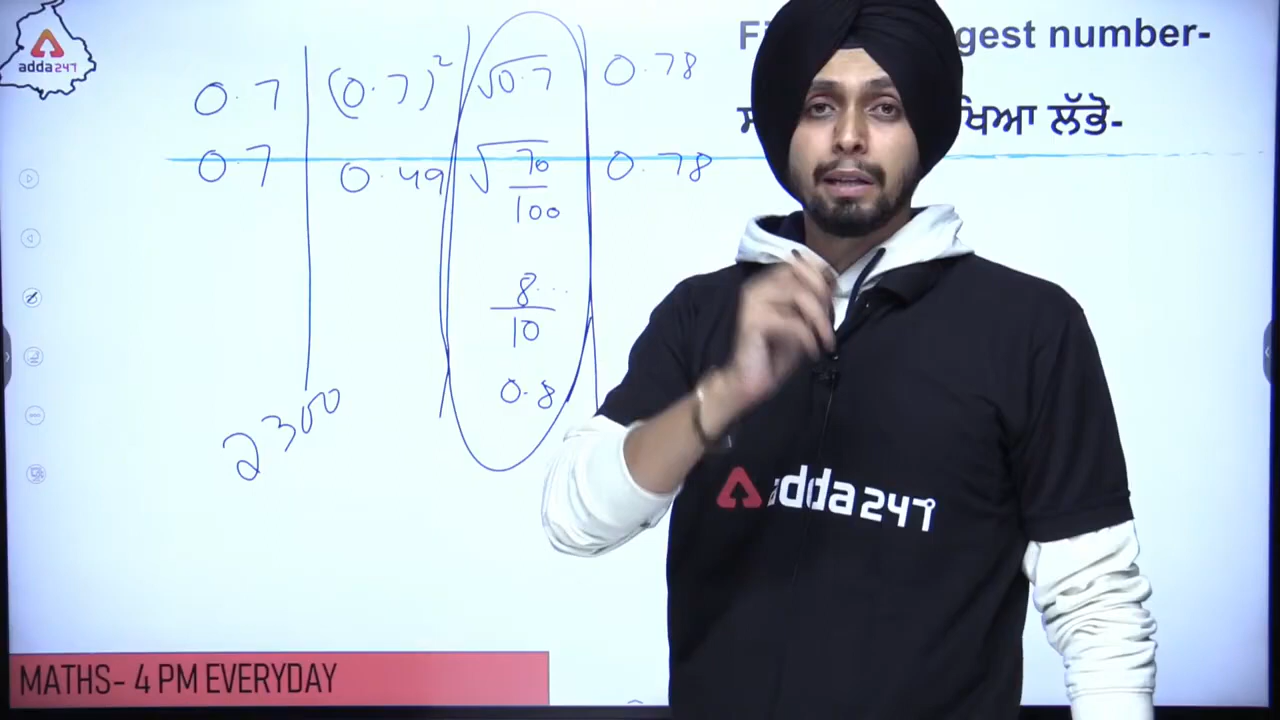 adda247
gest number-
ਖਿਆ ਲੱਭੋ-
0.7 (0.7)² √0.7 0.78
0.7 0.49 √70/100 0.78
8.../10
0.8
2300
adda247
MATHS- 4 PM EVERYDAY